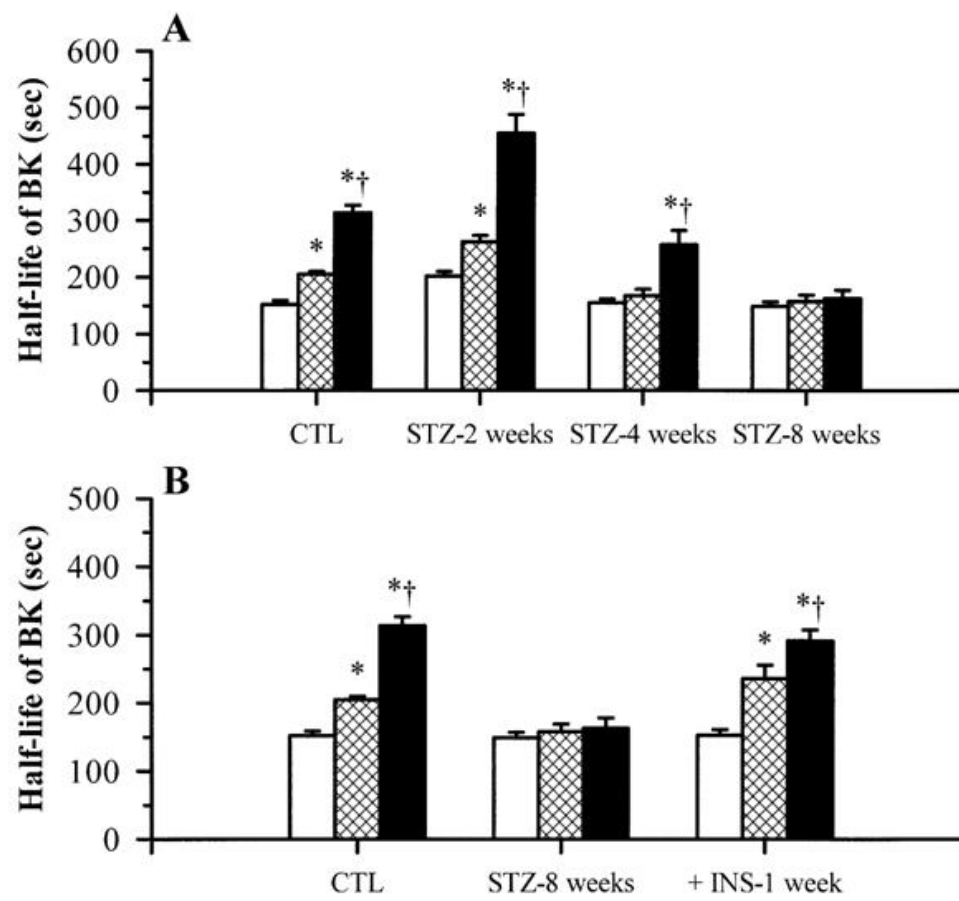 A
Half-life of BK (sec)
600
500
400
300
200
100
0
*
*†
*
*†
*†
CTL
STZ-2 weeks
STZ-4 weeks
STZ-8 weeks
B
Half-life of BK (sec)
500
400
300
200
100
0
*
*†
*
*†
CTL
STZ-8 weeks
+ INS-1 week